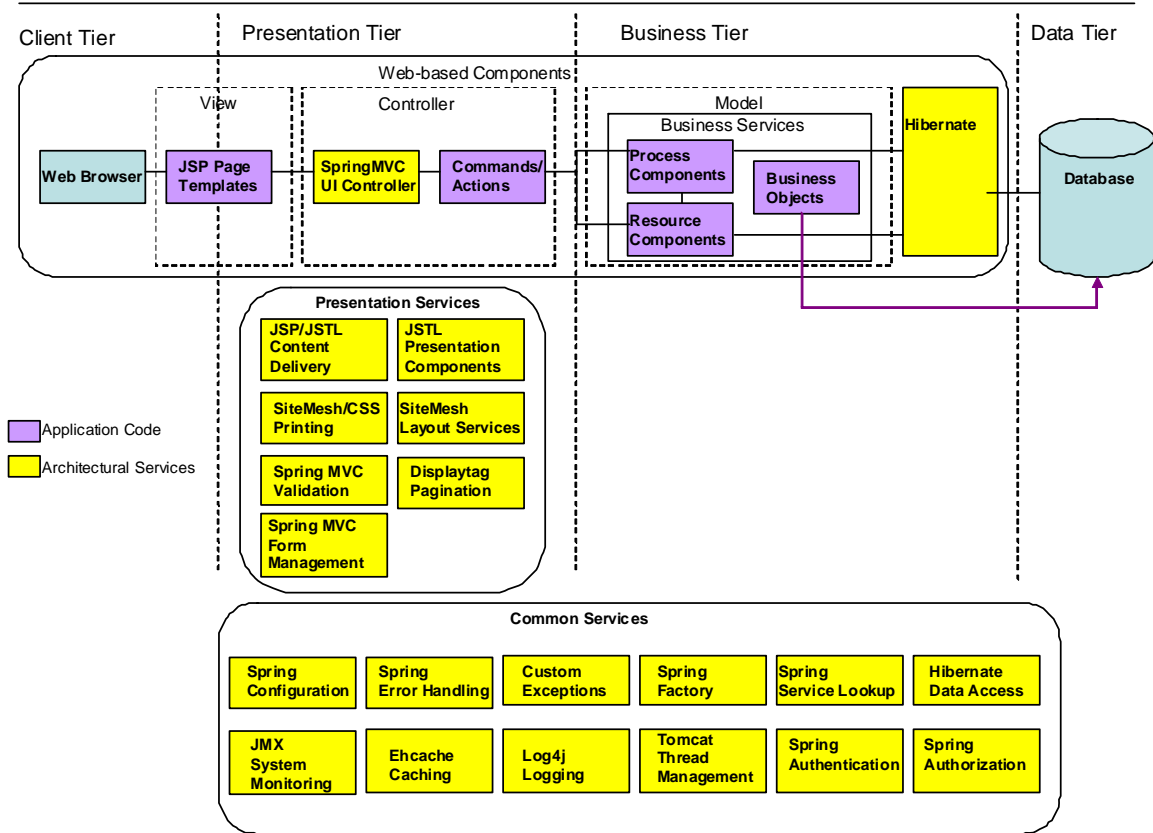 Client Tier
Presentation Tier
Business Tier
Data Tier
Web-based Components
View
Controller
Model
Business Services
Web Browser
JSP Page
Templates
SpringMVC
UI Controller
Commands/
Actions
Process
Components
Resource
Components
Business
Objects
Hibernate
Database
Presentation Services
JSP/JSTL
Content
Delivery
JSTL
Presentation
Components
SiteMesh/CSS
Printing
SiteMesh
Layout Services
Spring MVC
Validation
Displaytag
Pagination
Spring MVC
Form
Management
Application Code
Architectural Services
Common Services
Spring
Configuration
Spring
Error Handling
Custom
Exceptions
Spring
Factory
Spring
Service Lookup
Hibernate
Data Access
JMX
System
Monitoring
Ehcache
Caching
Log4j
Logging
Tomcat
Thread
Management
Spring
Authentication
Spring
Authorization